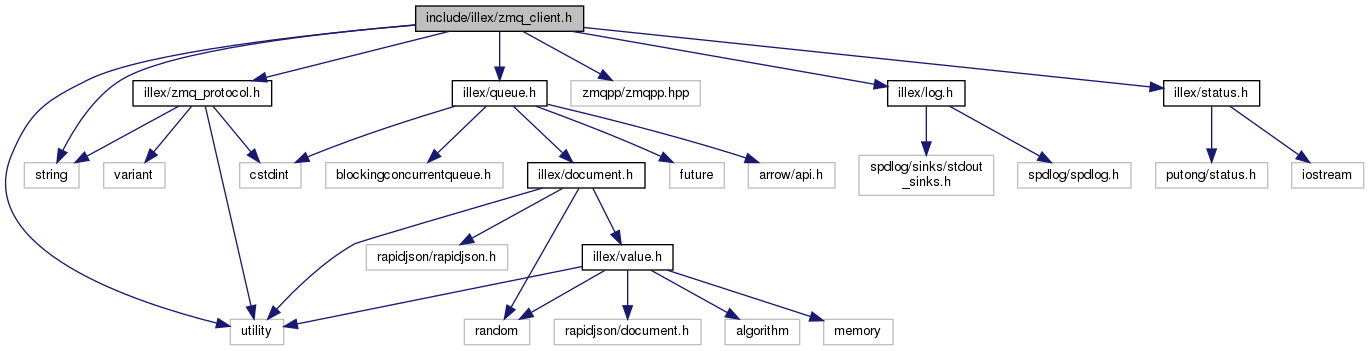 include/illex/zmq_client.h
illex/zmq_protocol.h
illex/queue.h
zmqpp/zmqpp.hpp
illex/log.h
illex/status.h
string
variant
cstdint
blockingconcurrentqueue.h
illex/document.h
future
arrow/api.h
spdlog/sinks/stdout
_sinks.h
spdlog/spdlog.h
putong/status.h
iostream
rapidjson/rapidjson.h
illex/value.h
utility
random
rapidjson/document.h
algorithm
memory